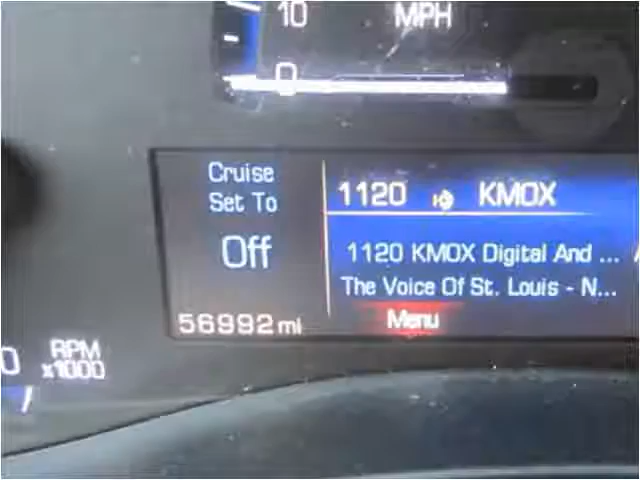 10 MPH
0
Cruise
Set To
Off
56992 mi
1120 KMOX
1120 KMOX Digital And ...
The Voice Of St. Louis - N...
Menu
0 RPM
x1000